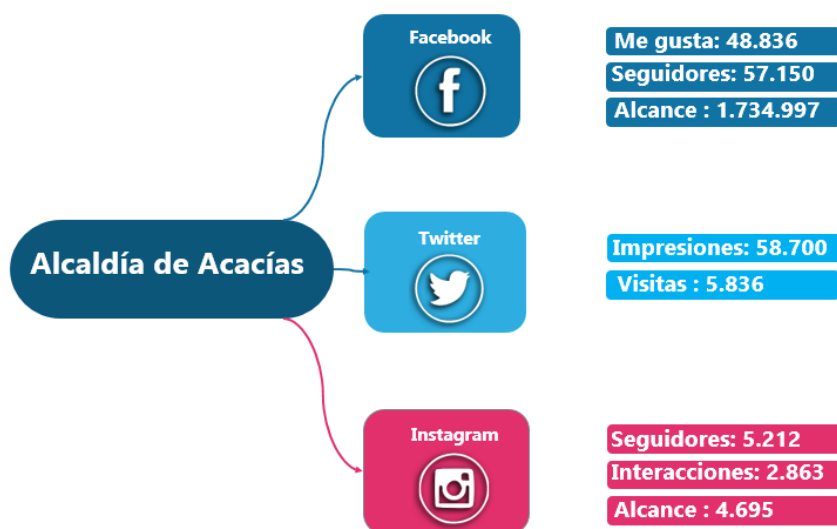 Alcaldía de Acacías
Facebook
Me gusta: 48.836
Seguidores: 57.150
Alcance : 1.734.997
Twitter
Impresiones: 58.700
Visitas : 5.836
Instagram
Seguidores: 5.212
Interacciones: 2.863
Alcance : 4.695